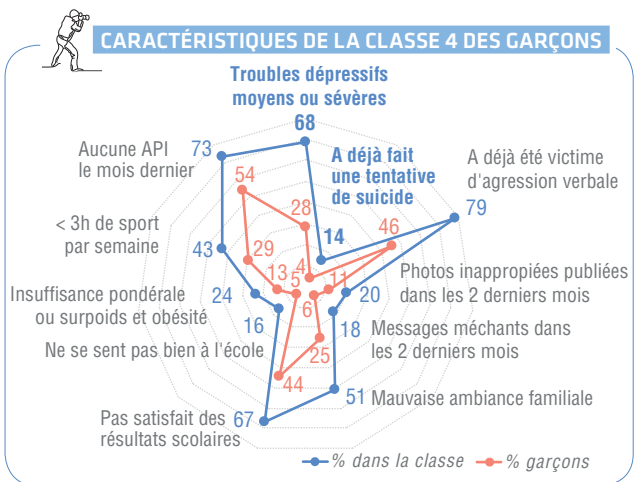 CARACTÉRISTIQUES DE LA CLASSE 4 DES GARÇONS
Troubles dépressifs
moyens ou sévères
68
A déjà fait
une tentative
de suicide
14
A déjà été victime
d'agression verbale
79
Photos inappropiées publiées
dans les 2 derniers mois
20
Messages méchants dans
les 2 derniers mois
18
Mauvaise ambiance familiale
51
Pas satisfait des
résultats scolaires
67
Ne se sent pas bien à l'école
16
Insuffisance pondérale
ou surpoids et obésité
24
< 3h de sport
par semaine
43
Aucune API
le mois dernier
73
28
4
46
11
6
25
44
5
13
29
54
% dans la classe
% garçons